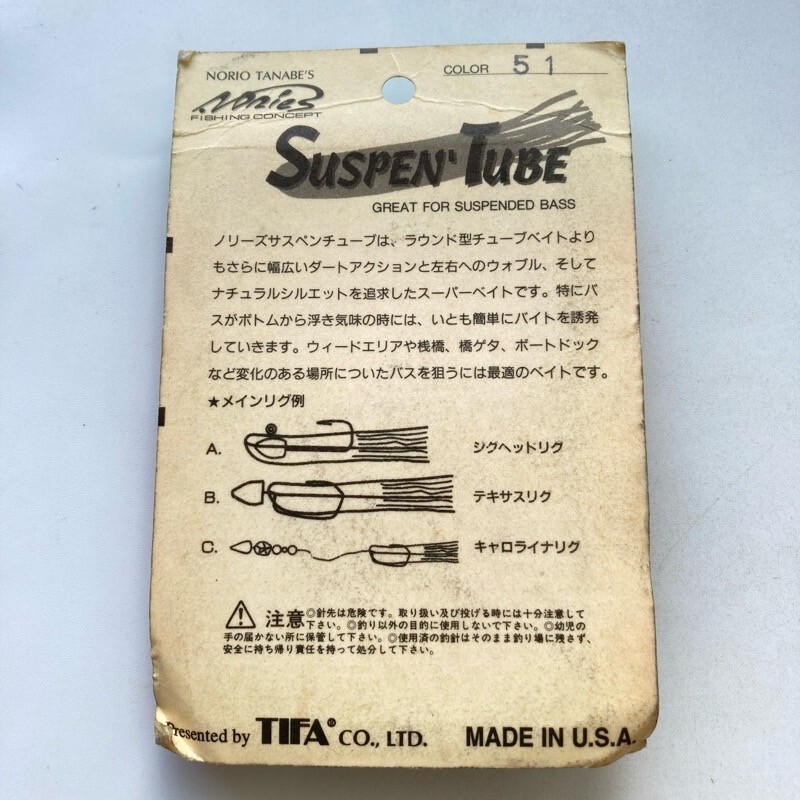 NORIO TANABE'S
COLOR 51
Nories
FISHING CONCEPT
SUSPEN' TUBE
GREAT FOR SUSPENDED BASS
ノリーズサスペンチューブは、ラウンド型チューブベイトより
もさらに幅広いダートアクションと左右へのウォブル、そして
ナチュラルシルエットを追求したスーパーベイトです。特にバ
スがボトムから浮き気味の時には、いとも簡単にバイトを誘発
していきます。ウィードエリアや桟橋、橋ゲタ、ボートドック
など変化のある場所についたバスを狙うには最適のベイトです。
★メインリグ例
A. ジグヘッドリグ
B. テキサスリグ
C. キャロライナリグ
注意 ◎針先は危険です。取り扱い及び投げる時には十分注意して
下さい。◎釣り以外の目的に使用しないで下さい。◎幼児の
手の届かない所に保管して下さい。◎使用済の釣針はそのまま釣り場に残さず、
安全に持ち帰り責任を持って処分して下さい。
Presented by TIFA® CO., LTD. MADE IN U.S.A.